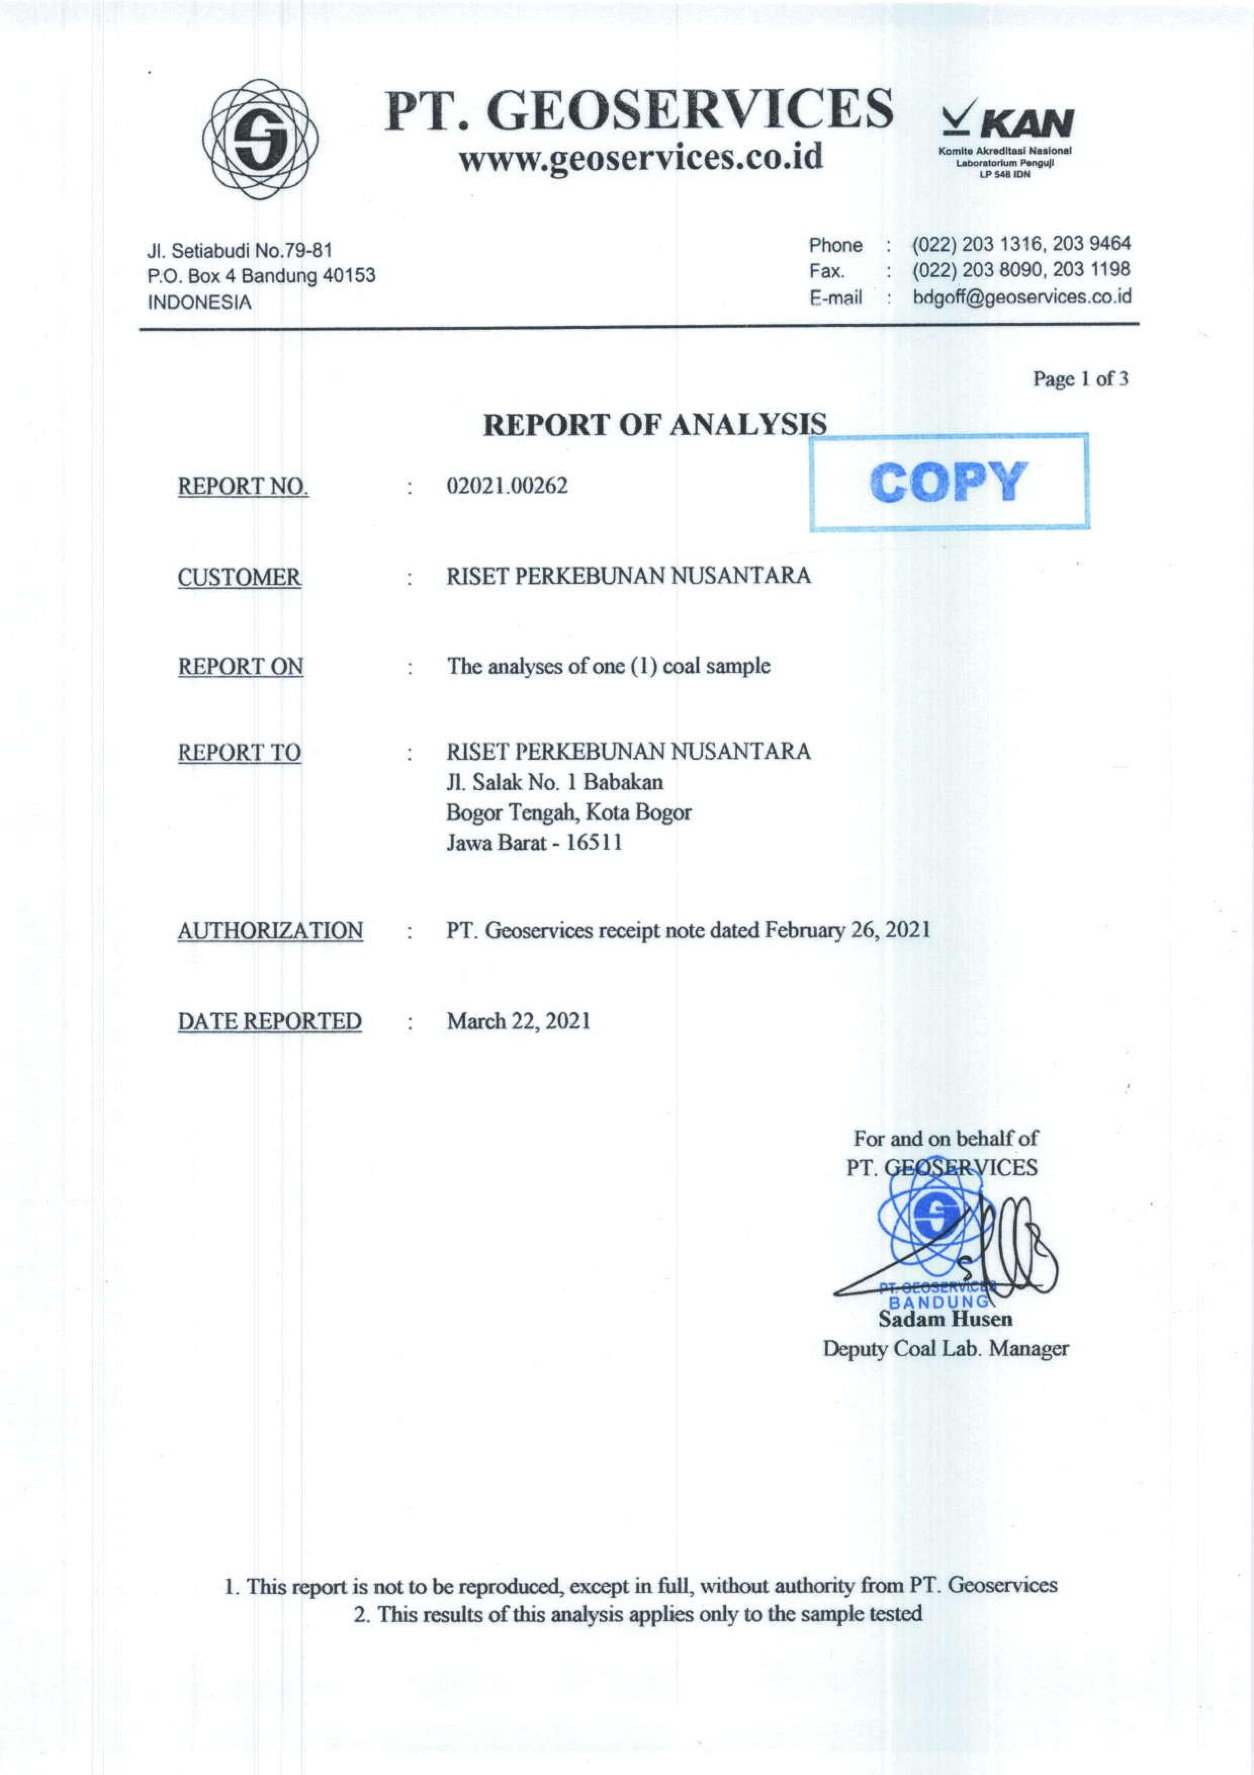 PT. GEOSERVICES
www.geoservices.co.id
KAN
Komite Akreditasi Nasional
Laboratorium Penguji
LP 548 IDN
Jl. Setiabudi No.79-81
P.O. Box 4 Bandung 40153
INDONESIA
Phone : (022) 203 1316, 203 9464
Fax. : (022) 203 8090, 203 1198
E-mail : bdgoff@geoservices.co.id
Page 1 of 3
REPORT OF ANALYSIS
COPY
REPORT NO. : 02021.00262
CUSTOMER : RISET PERKEBUNAN NUSANTARA
REPORT ON : The analyses of one (1) coal sample
REPORT TO : RISET PERKEBUNAN NUSANTARA
Jl. Salak No. 1 Babakan
Bogor Tengah, Kota Bogor
Jawa Barat - 16511
AUTHORIZATION : PT. Geoservices receipt note dated February 26, 2021
DATE REPORTED : March 22, 2021
For and on behalf of
PT. GEOSERVICES
PT. GEOSERVICES
BANDUNG
Sadam Husen
Deputy Coal Lab. Manager
1. This report is not to be reproduced, except in full, without authority from PT. Geoservices
2. This results of this analysis applies only to the sample tested